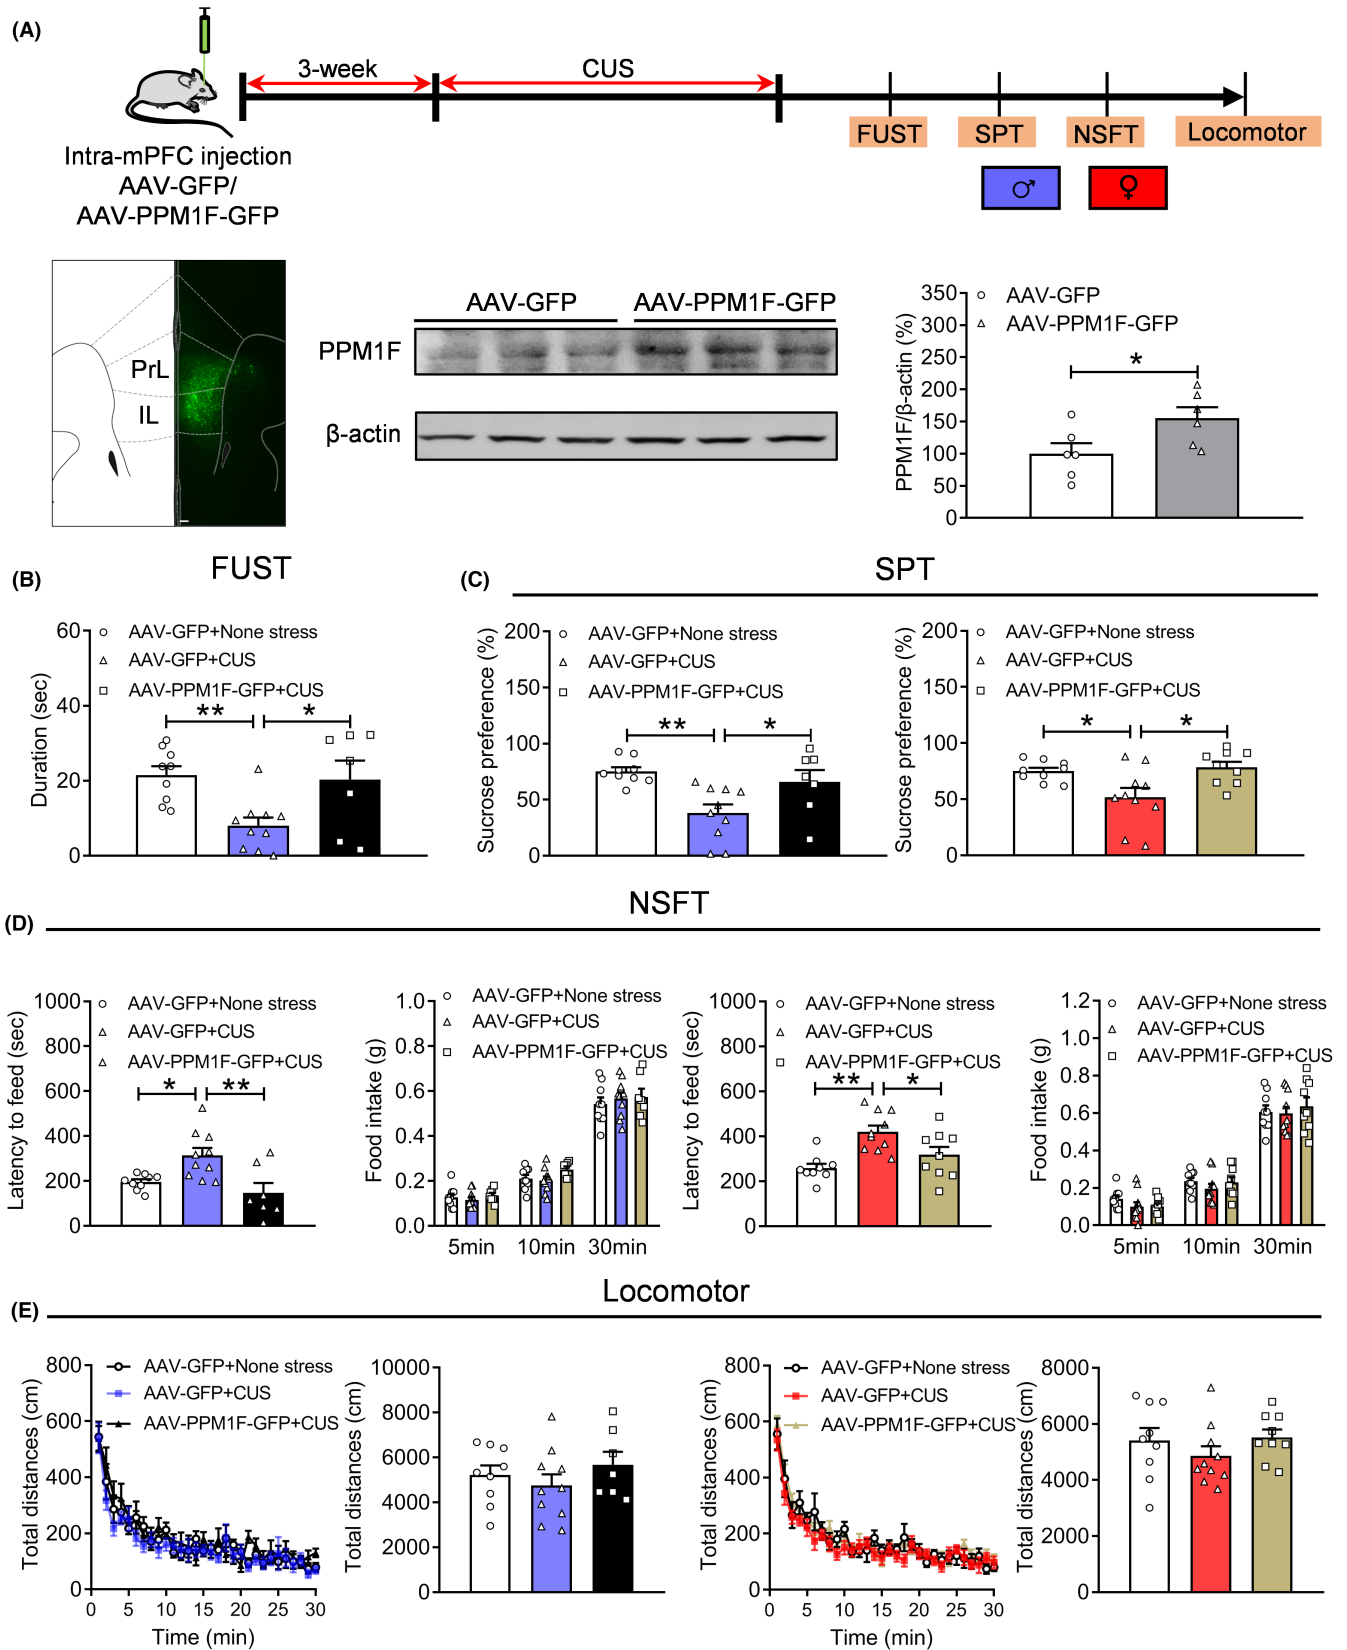 (A)
3-week
CUS
FUST
SPT
NSFT
Locomotor
♂
♀
Intra-mPFC injection
AAV-GFP/
AAV-PPM1F-GFP
PrL
IL
AAV-GFP
AAV-PPM1F-GFP
PPM1F
β-actin
PPM1F/β-actin (%)
350
300
250
200
150
100
50
0
AAV-GFP
AAV-PPM1F-GFP
*
(B)
FUST
Duration (sec)
60
40
20
0
AAV-GFP+None stress
AAV-GFP+CUS
AAV-PPM1F-GFP+CUS
**
*
(C)
SPT
Sucrose preference (%)
200
150
100
50
0
AAV-GFP+None stress
AAV-GFP+CUS
AAV-PPM1F-GFP+CUS
**
*
Sucrose preference (%)
200
150
100
50
0
AAV-GFP+None stress
AAV-GFP+CUS
AAV-PPM1F-GFP+CUS
*
*
(D)
NSFT
Latency to feed (sec)
1000
800
600
400
200
0
AAV-GFP+None stress
AAV-GFP+CUS
AAV-PPM1F-GFP+CUS
*
**
Food intake (g)
1.0
0.8
0.6
0.4
0.2
0.0
AAV-GFP+None stress
AAV-GFP+CUS
AAV-PPM1F-GFP+CUS
5min
10min
30min
Latency to feed (sec)
1000
800
600
400
200
0
AAV-GFP+None stress
AAV-GFP+CUS
AAV-PPM1F-GFP+CUS
**
*
Food intake (g)
1.2
1.0
0.8
0.6
0.4
0.2
0.0
AAV-GFP+None stress
AAV-GFP+CUS
AAV-PPM1F-GFP+CUS
5min
10min
30min
(E)
Locomotor
Total distances (cm)
800
600
400
200
0
AAV-GFP+None stress
AAV-GFP+CUS
AAV-PPM1F-GFP+CUS
0 5 10 15 20 25 30
Time (min)
Total distances (cm)
10000
8000
6000
4000
2000
0
Total distances (cm)
800
600
400
200
0
AAV-GFP+None stress
AAV-GFP+CUS
AAV-PPM1F-GFP+CUS
0 5 10 15 20 25 30
Time (min)
Total distances (cm)
8000
6000
4000
2000
0